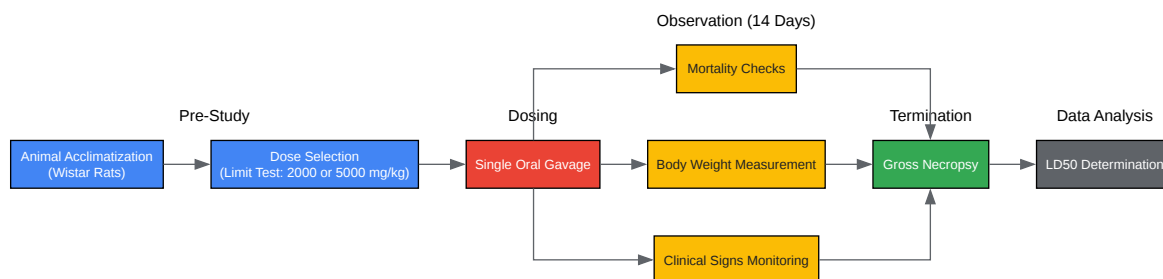 Observation (14 Days)
Mortality Checks
Pre-Study
Dosing
Termination
Data Analysis
Animal Acclimatization
(Wistar Rats)
Dose Selection
(Limit Test: 2000 or 5000 mg/kg)
Single Oral Gavage
Body Weight Measurement
Gross Necropsy
LD50 Determination
Clinical Signs Monitoring